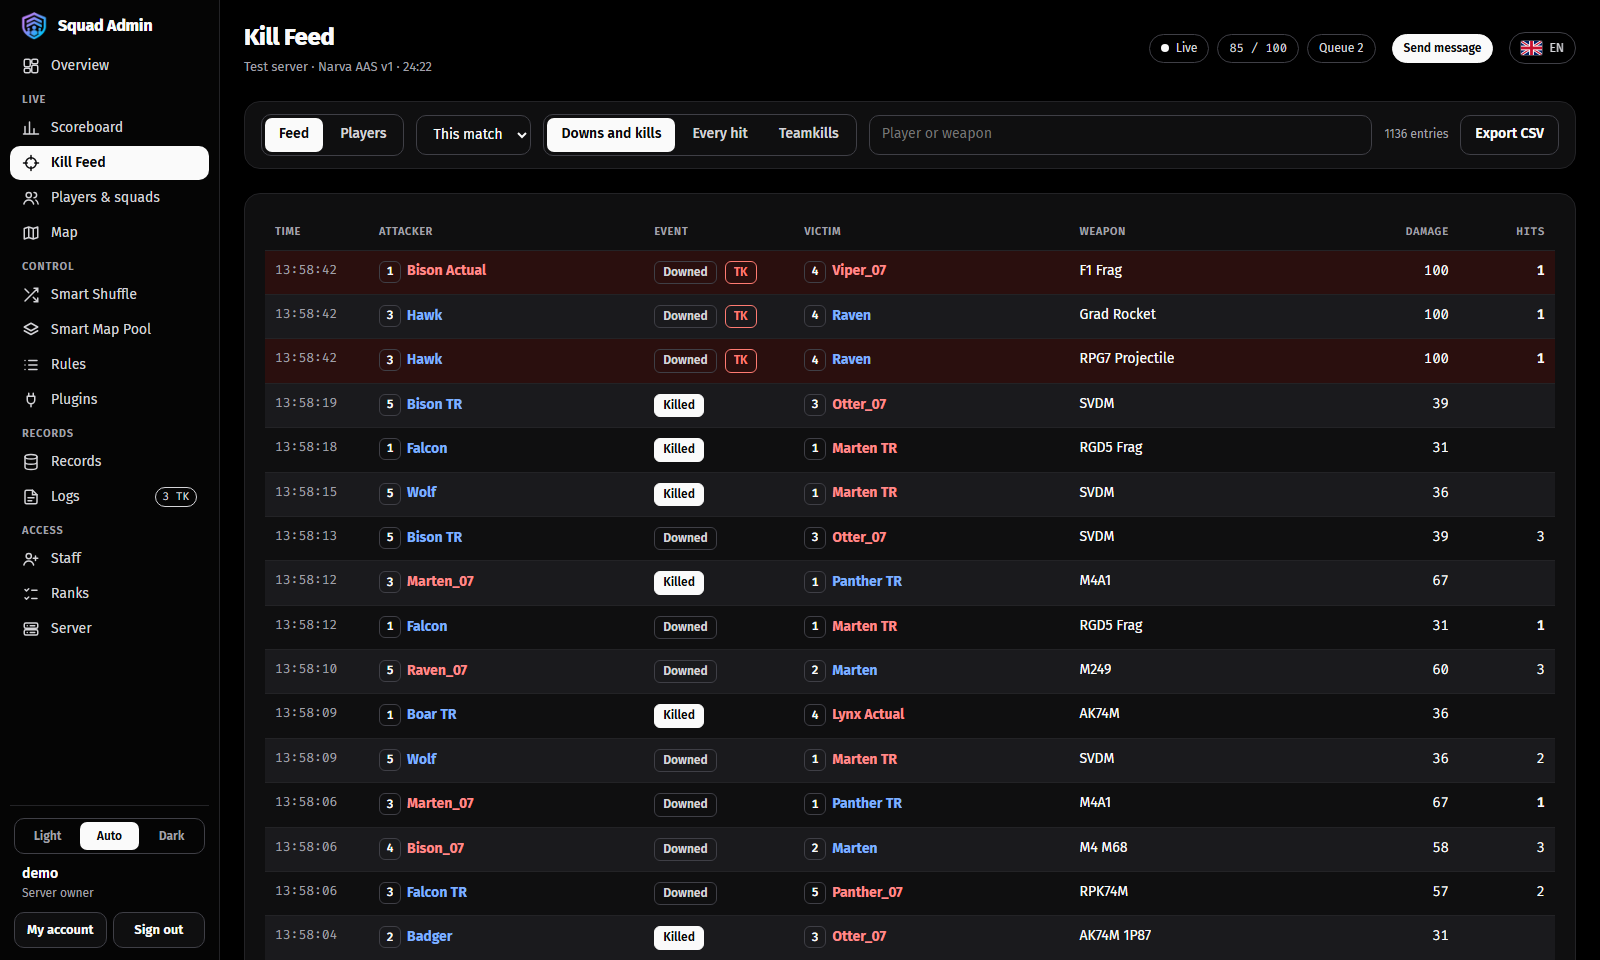 Squad Admin
Overview
LIVE
Scoreboard
Kill Feed
Players & squads
Map
CONTROL
Smart Shuffle
Smart Map Pool
Rules
Plugins
RECORDS
Records
Logs 3 TK
ACCESS
Staff
Ranks
Server
Light Auto Dark
demo
Server owner
My account Sign out
Kill Feed
Test server · Narva AAS v1 · 24:22
Live 85 / 100 Queue 2 Send message EN
Feed Players This match Downs and kills Every hit Teamkills Player or weapon 1136 entries Export CSV
TIME ATTACKER EVENT VICTIM WEAPON DAMAGE HITS
13:58:42 1 Bison Actual Downed TK 4 Viper_07 F1 Frag 100 1
13:58:42 3 Hawk Downed TK 4 Raven Grad Rocket 100 1
13:58:42 3 Hawk Downed TK 4 Raven RPG7 Projectile 100 1
13:58:19 5 Bison TR Killed 3 Otter_07 SVDM 39
13:58:18 1 Falcon Killed 1 Marten TR RGD5 Frag 31
13:58:15 5 Wolf Killed 1 Marten TR SVDM 36
13:58:13 5 Bison TR Downed 3 Otter_07 SVDM 39 3
13:58:12 3 Marten_07 Killed 1 Panther TR M4A1 67
13:58:12 1 Falcon Downed 1 Marten TR RGD5 Frag 31 1
13:58:10 5 Raven_07 Downed 2 Marten M249 60 3
13:58:09 1 Boar TR Killed 4 Lynx Actual AK74M 36
13:58:09 5 Wolf Downed 1 Marten TR SVDM 36 2
13:58:06 3 Marten_07 Downed 1 Panther TR M4A1 67 1
13:58:06 4 Bison_07 Downed 2 Marten M4 M68 58 3
13:58:06 3 Falcon TR Downed 5 Panther_07 RPK74M 57 2
13:58:04 2 Badger Killed 3 Otter_07 AK74M 1P87 31